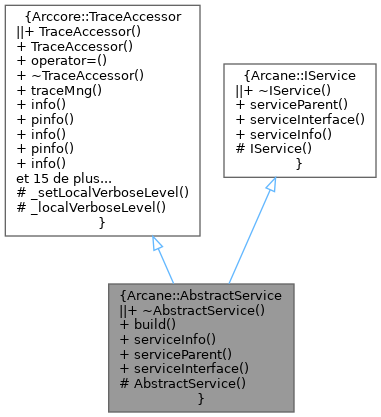 {Arccore::TraceAccessor
||+ TraceAccessor()
+ TraceAccessor()
+ operator=()
+ ~TraceAccessor()
+ traceMng()
+ info()
+ pinfo()
+ info()
+ pinfo()
+ info()
et 15 de plus...
# _setLocalVerboseLevel()
# _localVerboseLevel()
}
{Arcane::IService
||+ ~IService()
+ serviceParent()
+ serviceInterface()
+ serviceInfo()
# IService()
}
{Arcane::AbstractService
||+ ~AbstractService()
+ build()
+ serviceInfo()
+ serviceParent()
+ serviceInterface()
# AbstractService()
}